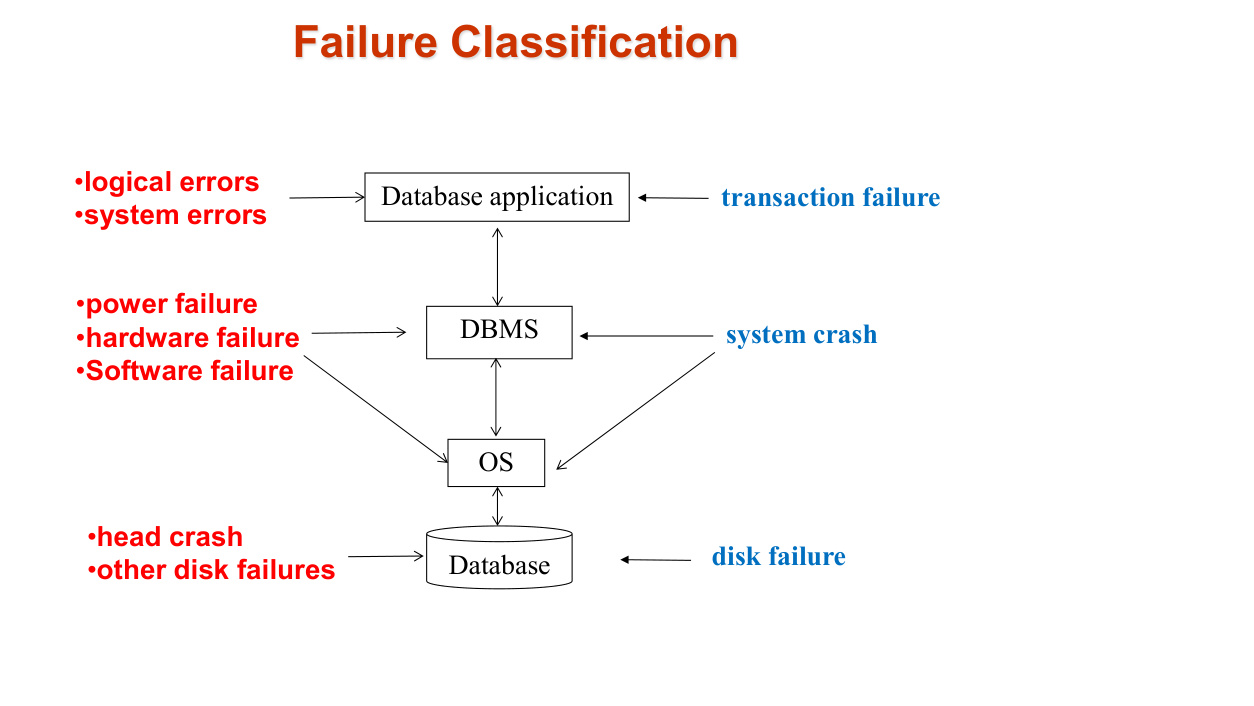 Failure Classification
•logical errors
•system errors
Database application
transaction failure
•power failure
•hardware failure
•Software failure
DBMS
system crash
OS
•head crash
•other disk failures
Database
disk failure